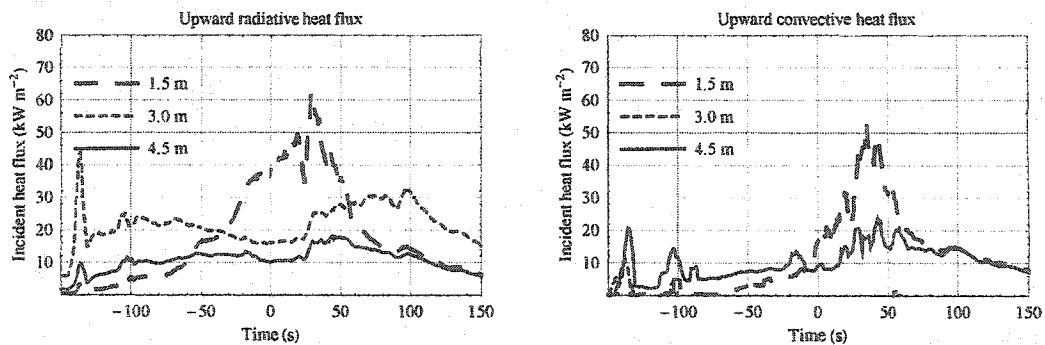 Upward radiative heat flux
80
70
60
50
40
30
20
10
Incident heat flux (kW m−2)
1.5 m
3.0 m
4.5 m
−100
−50
0
50
100
150
Time (s)
Upward convective heat flux
80
70
60
50
40
30
20
10
Incident heat flux (kW m−2)
1.5 m
3.0 m
4.5 m
−100
−50
0
50
100
150
Time (s)